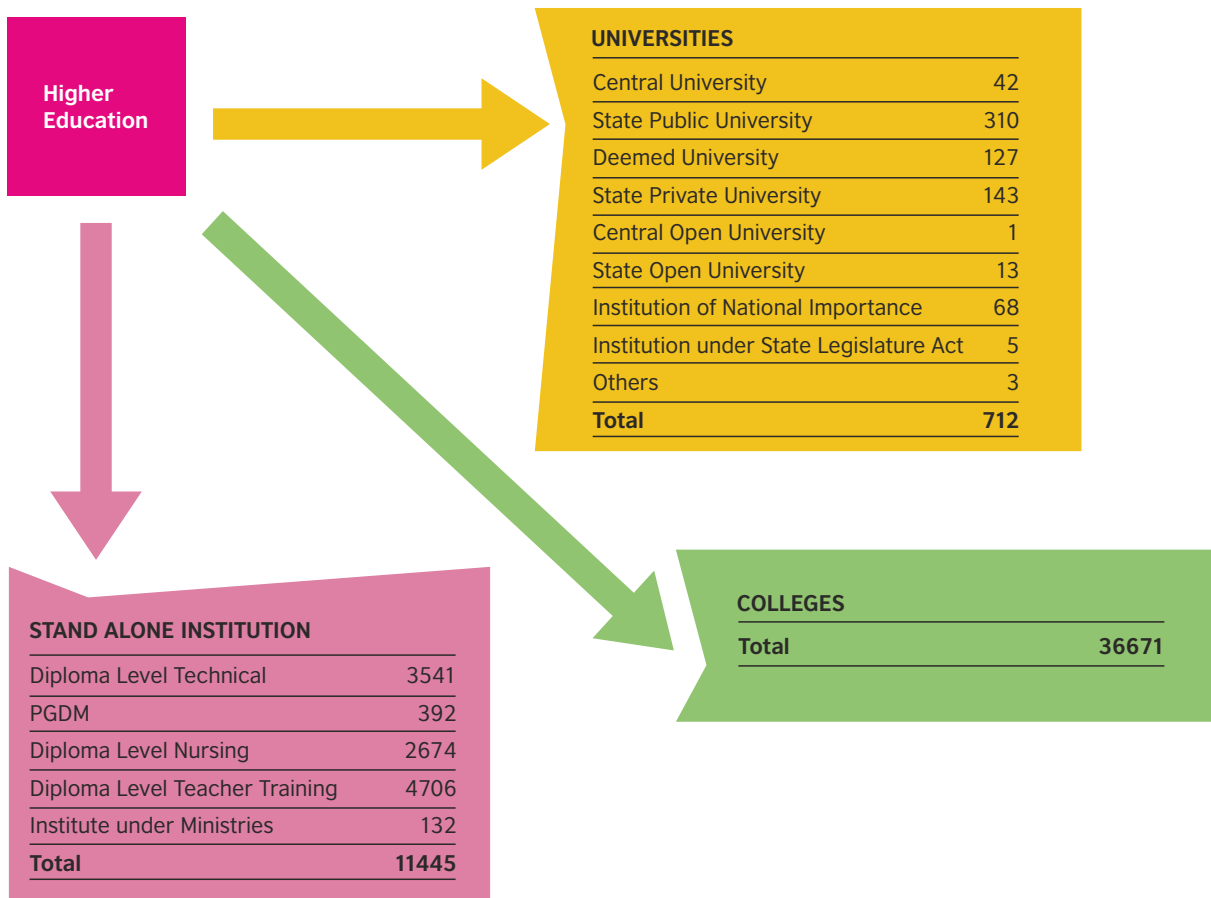 Higher
Education
UNIVERSITIES
Central University 42
State Public University 310
Deemed University 127
State Private University 143
Central Open University 1
State Open University 13
Institution of National Importance 68
Institution under State Legislature Act 5
Others 3
Total 712
STAND ALONE INSTITUTION
Diploma Level Technical 3541
PGDM 392
Diploma Level Nursing 2674
Diploma Level Teacher Training 4706
Institute under Ministries 132
Total 11445
COLLEGES
Total 36671